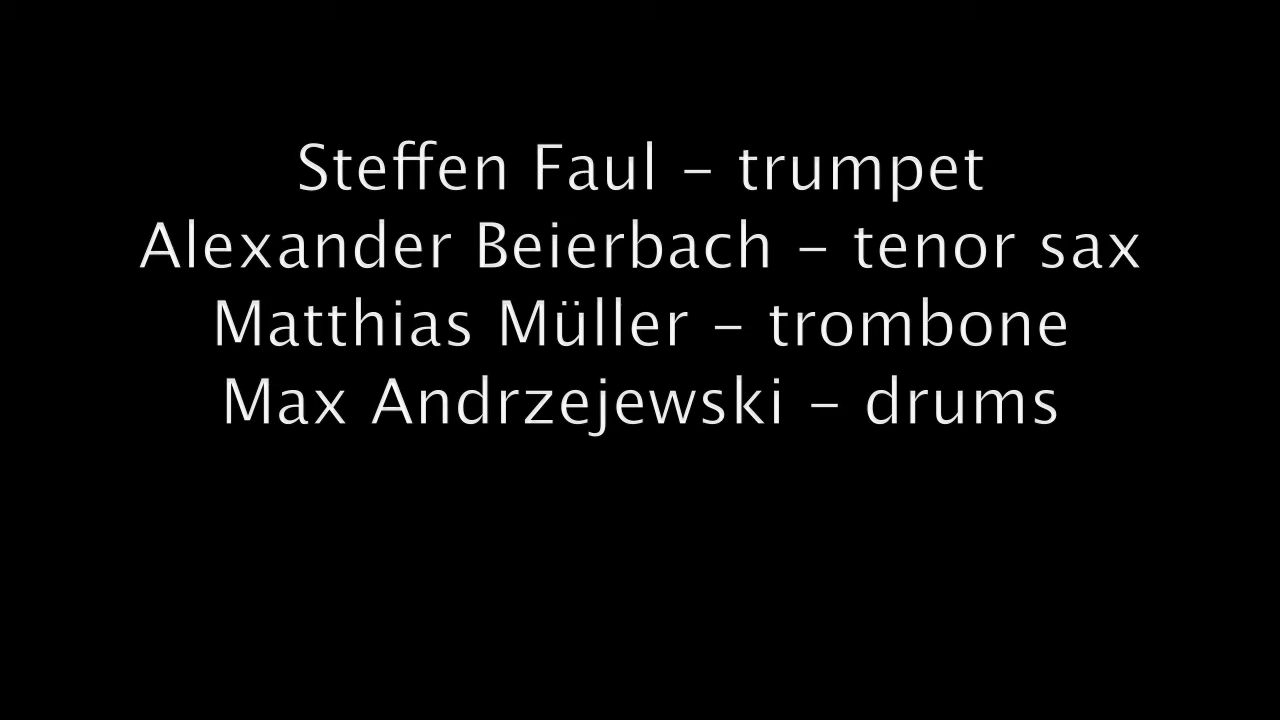 Steffen Faul – trumpet
Alexander Beierbach – tenor sax
Matthias Müller – trombone
Max Andrzejewski – drums